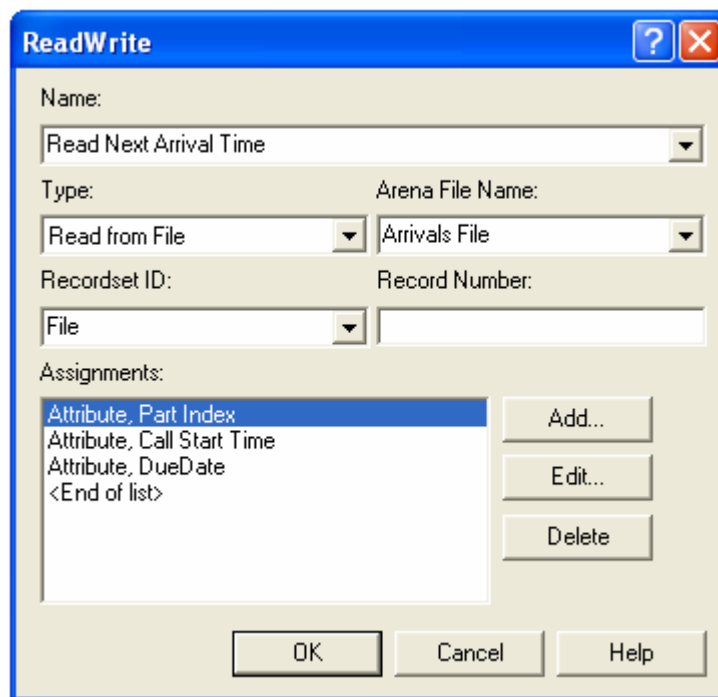 ReadWrite
Name:
Read Next Arrival Time
Type: Arena File Name:
Read from File Arrivals File
Recordset ID: Record Number:
File
Assignments:
Attribute, Part Index
Attribute, Call Start Time
Attribute, DueDate
<End of list>
Add...
Edit...
Delete
OK Cancel Help